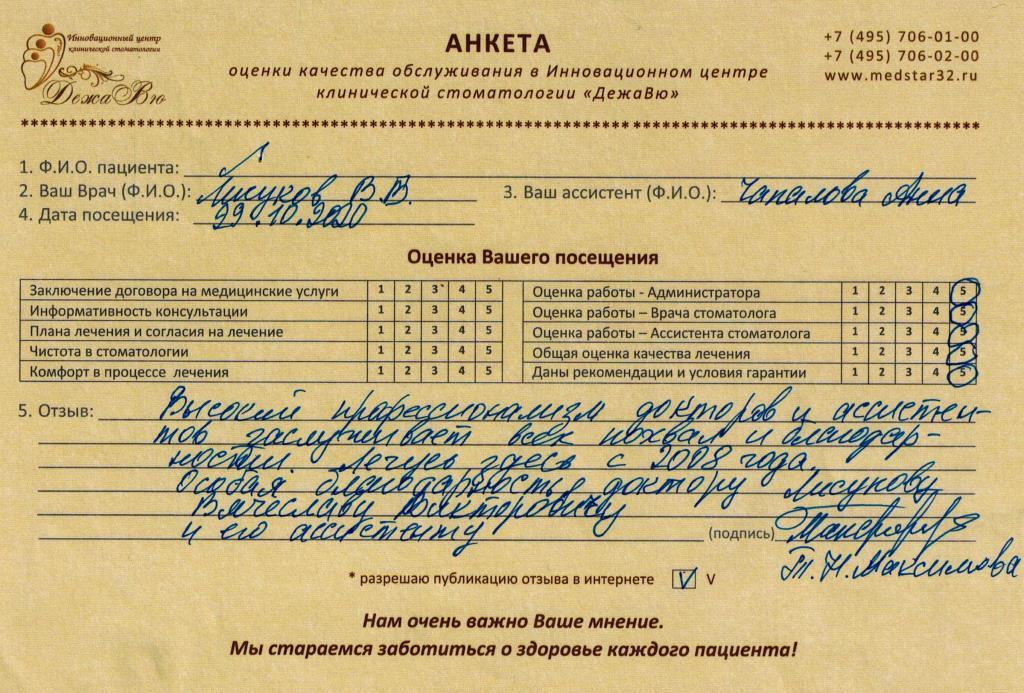 Инновационный центр
клинической стоматологии
ДежаВю
АНКЕТА
оценки качества обслуживания в Инновационном центре
клинической стоматологии «ДежаВю»
+7 (495) 706-01-00
+7 (495) 706-02-00
www.medstar32.ru
1. Ф.И.О. пациента:
2. Ваш Врач (Ф.И.О.): Лисуков В.В.
3. Ваш ассистент (Ф.И.О.): Чапалова Анна
4. Дата посещения: 29.10.2020
Оценка Вашего посещения
Заключение договора на медицинские услуги 1 2 3 4 5
Информативность консультации 1 2 3 4 5
Плана лечения и согласия на лечение 1 2 3 4 5
Чистота в стоматологии 1 2 3 4 5
Комфорт в процессе лечения 1 2 3 4 5
Оценка работы - Администратора 1 2 3 4 5
Оценка работы – Врача стоматолога 1 2 3 4 5
Оценка работы – Ассистента стоматолога 1 2 3 4 5
Общая оценка качества лечения 1 2 3 4 5
Даны рекомендации и условия гарантии 1 2 3 4 5
5. Отзыв: Высокий профессионализм докторов и ассистен-
тов заслуживает всех похвал и благодар-
ности. Лечусь здесь с 2008 года.
Особая благодарность доктору Лисукову
Вячеславу Викторовичу
и его ассистенту
(подпись)
Т.Н. Максимова
* разрешаю публикацию отзыва в интернете V V
Нам очень важно Ваше мнение.
Мы стараемся заботиться о здоровье каждого пациента!